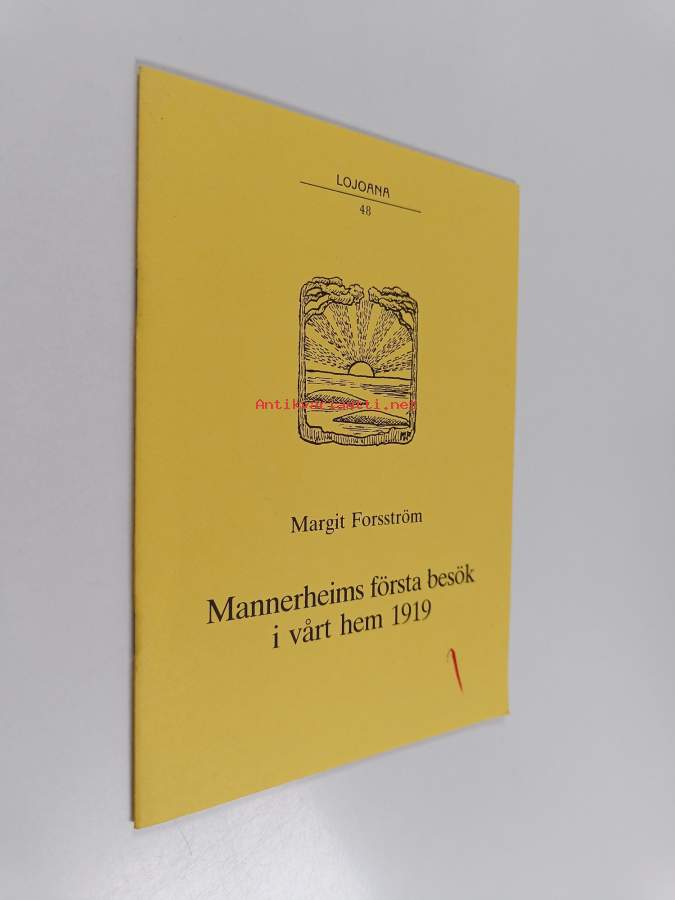 LOJOANA
48
Antikvariaatti.net
Margit Forsström
Mannerheims första besök
i vårt hem 1919